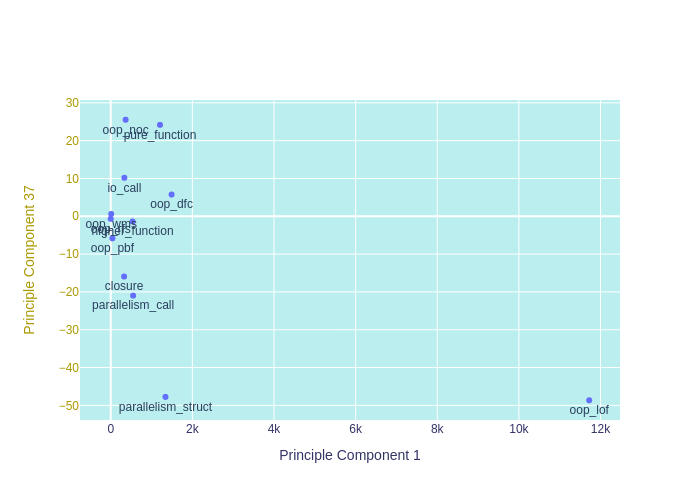 30
20
10
0
−10
−20
−30
−40
−50
Principle Component 37
oop_noc
pure_function
io_call
oop_dfc
oop_wms
higher_function
oop_pbf
closure
parallelism_call
parallelism_struct
oop_lof
0 2k 4k 6k 8k 10k 12k
Principle Component 1